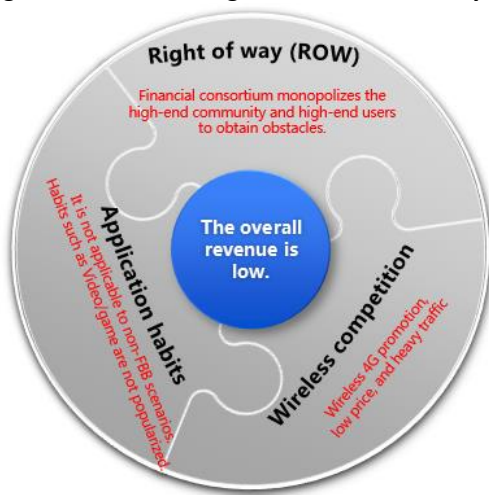 Right of way (ROW)
Financial consortium monopolizes the
high-end community and high-end users
to obtain obstacles.
The overall
revenue is
low.
Application habits
It is not applicable to non-FBB scenarios.
Habits such as Video/game are not popularized.
Wireless competition
Wireless 4G promotion,
low price, and heavy traffic